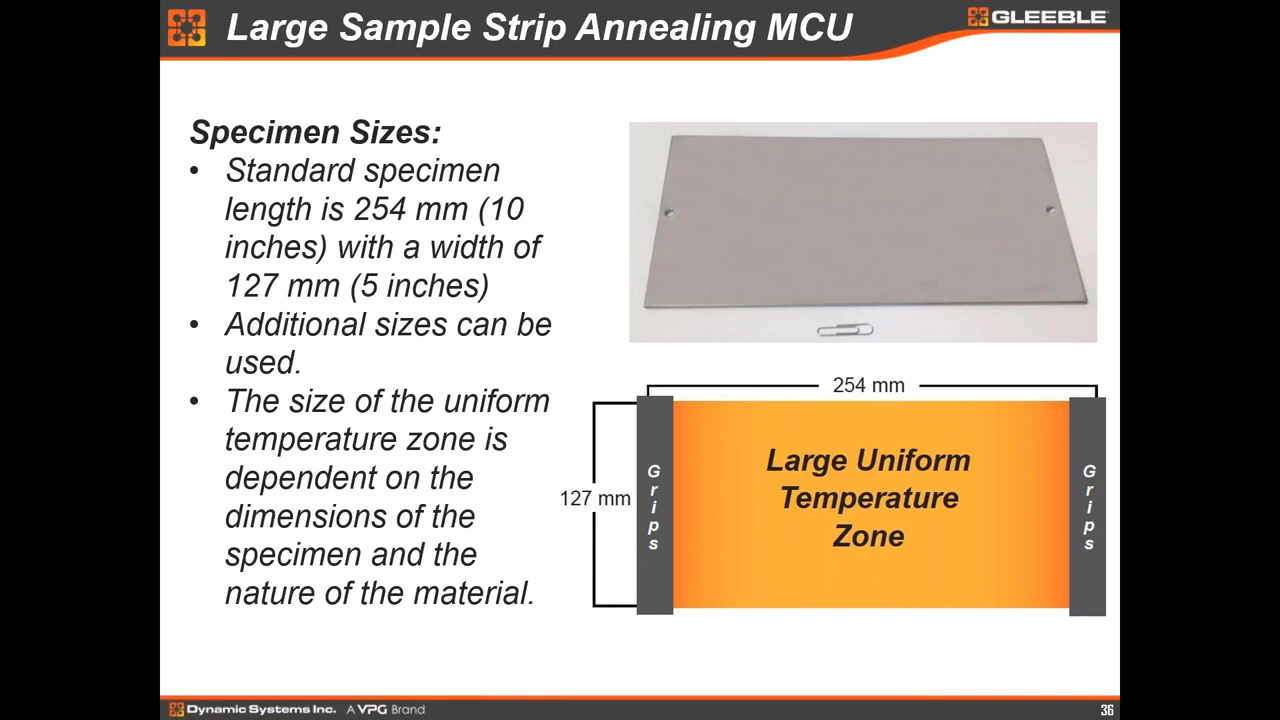 Large Sample Strip Annealing MCU
GLEEBLE
Specimen Sizes:
• Standard specimen
length is 254 mm (10
inches) with a width of
127 mm (5 inches)
• Additional sizes can be
used.
• The size of the uniform
temperature zone is
dependent on the
dimensions of the
specimen and the
nature of the material.
254 mm
127 mm
Grips
Large Uniform
Temperature
Zone
Grips
Dynamic Systems Inc. A VPG Brand
36